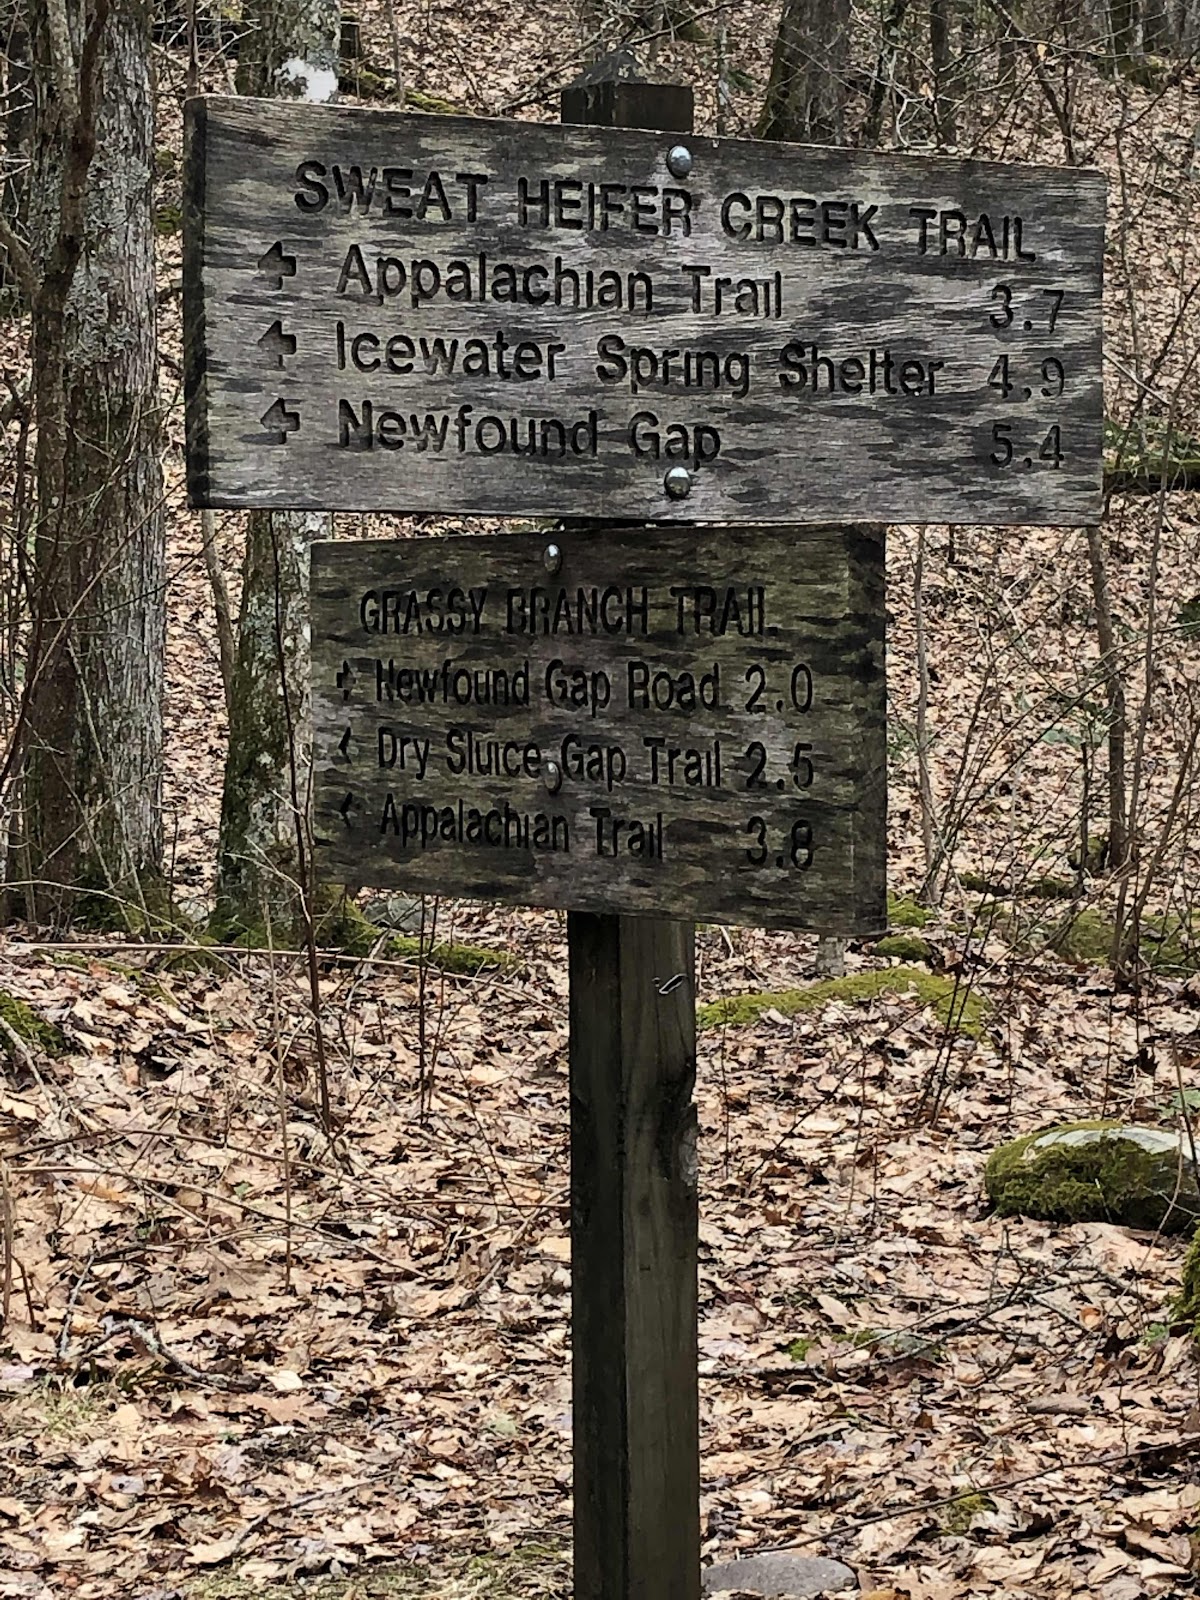 SWEAT HEIFER CREEK TRAIL
Appalachian Trail 3.7
Icewater Spring Shelter 4.9
Newfound Gap 5.4
GRASSY BRANCH TRAIL
Newfound Gap Road 2.0
Dry Sluice Gap Trail 2.5
Appalachian Trail 3.8